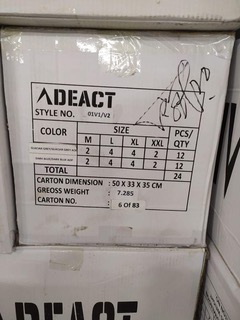 ADEACT
STYLE NO. 01V1/V2
COLOR SIZE PCS/ QTY
M L XL XXL
2 4 4 2 12
2 4 4 2 12
TOTAL 24
CARTON DIMENSION : 50 X 33 X 35 CM
GREOSS WEIGHT : 7.285
CARTON NO. : 6 Of 83
ADEACT